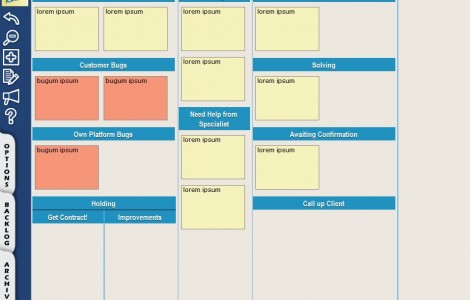 lorem ipsum
lorem ipsum
lorem ipsum
lorem ipsum
Customer Bugs
Solving
bugum ipsum
bugum ipsum
lorem ipsum
lorem ipsum
Need Help from
Specialist
Own Platform Bugs
Awaiting Confirmation
bugum ipsum
lorem ipsum
lorem ipsum
lorem ipsum
Holding
Call up Client
Get Contract!
Improvements
OPTIONS
BACKLOG
ARCHIV